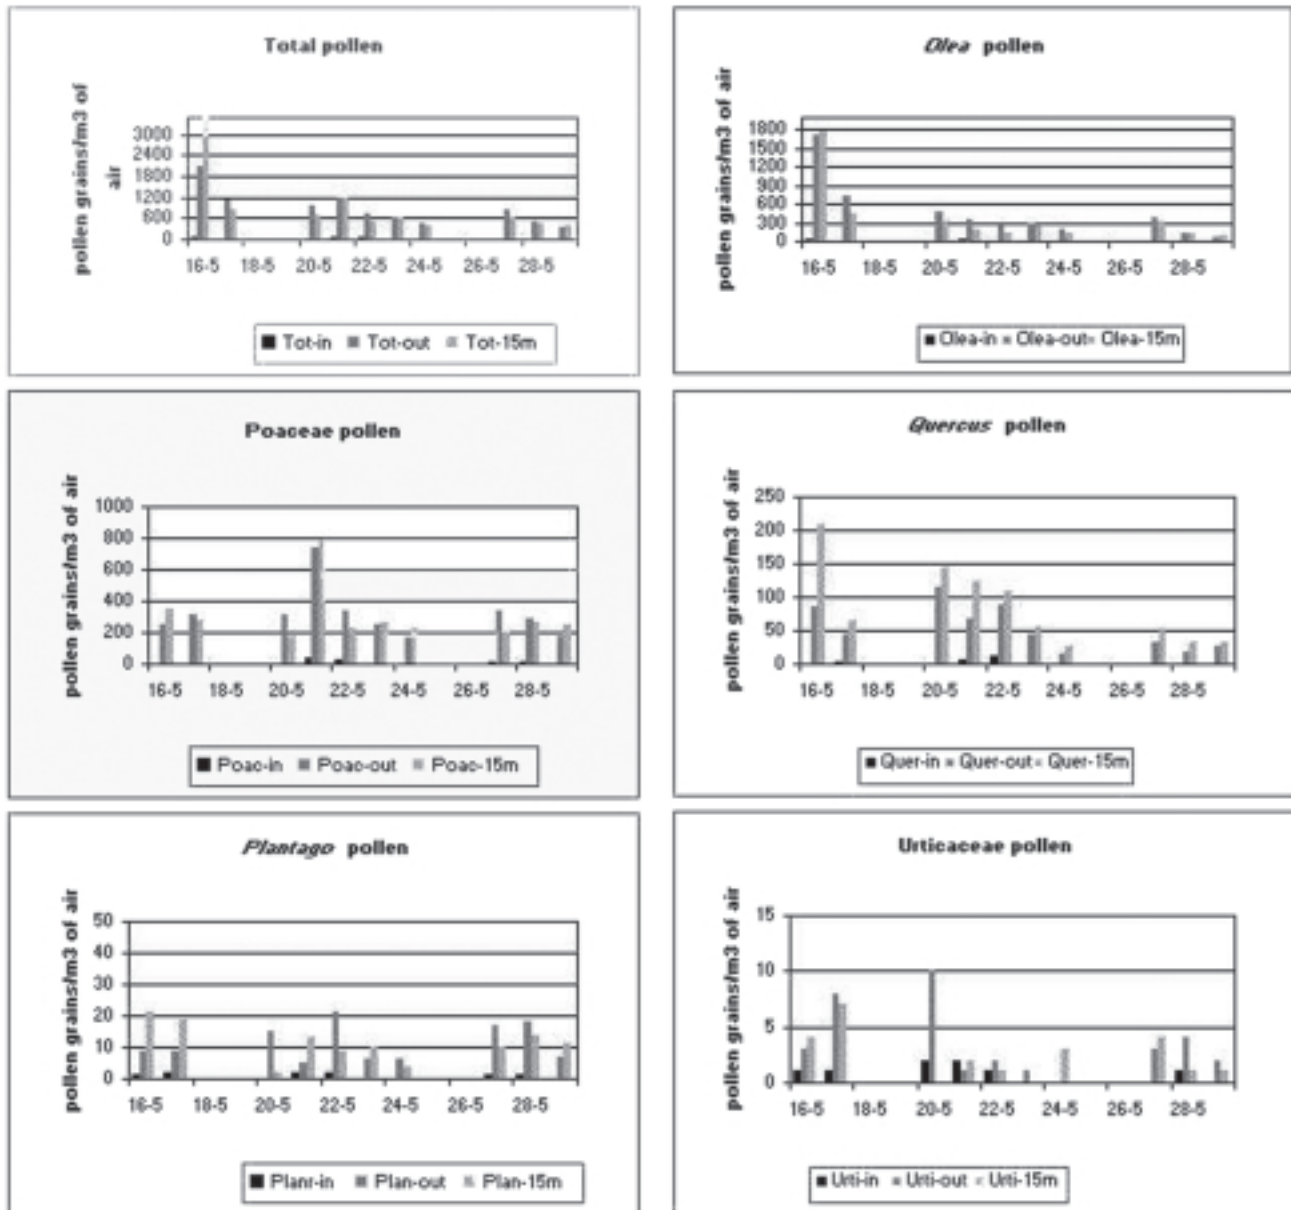 Total pollen
pollen grains/m3 of
air
3000
2400
1800
1200
600
0
16-5 18-5 20-5 22-5 24-5 26-5 28-5
Tot-in Tot-out Tot-15m
Olea pollen
pollen grains/m3 of air
1800
1500
1200
900
600
300
0
16-5 18-5 20-5 22-5 24-5 26-5 28-5
Olea-in Olea-out Olea-15m
Poaceae pollen
pollen grains/m3 of air
1000
800
600
400
200
0
16-5 18-5 20-5 22-5 24-5 26-5 28-5
Poac-in Poac-out Poac-15m
Quercus pollen
pollen grains/m3 of air
250
200
150
100
50
0
16-5 18-5 20-5 22-5 24-5 26-5 28-5
Quer-in Quer-out Quer-15m
Plantago pollen
pollen grains/m3 of air
50
40
30
20
10
0
16-5 18-5 20-5 22-5 24-5 26-5 28-5
Planr-in Plan-out Plan-15m
Urticaceae pollen
pollen grains/m3 of air
15
10
5
0
16-5 18-5 20-5 22-5 24-5 26-5 28-5
Urti-in Urti-out Urti-15m